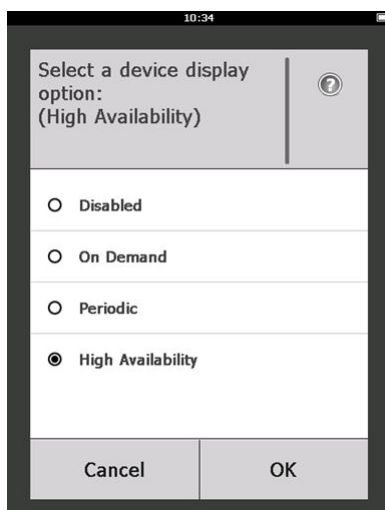 10:34
Select a device display
option:
(High Availability)
?
Disabled
On Demand
Periodic
High Availability
Cancel
OK